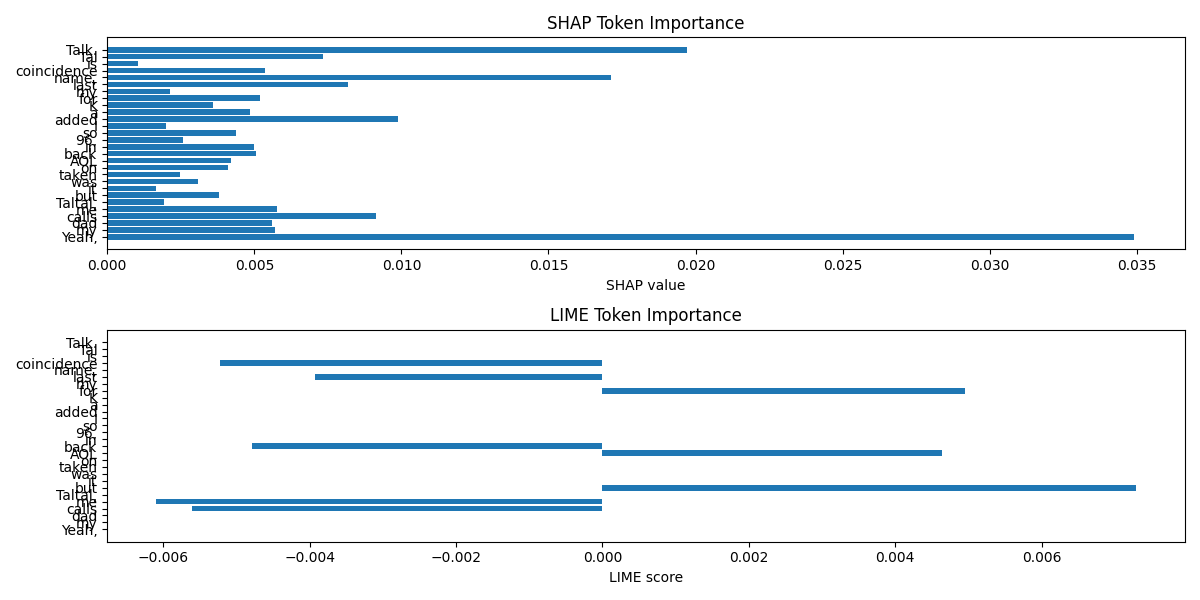 SHAP Token Importance
Talk,
Tal
is
coincidence
name,
last
my
for
K
a
added
I
so
96,
in
back
AOL
on
taken
was
it
but
Taltal,
me
calls
dad
my
Yeah,
0.000 0.005 0.010 0.015 0.020 0.025 0.030 0.035
SHAP value
LIME Token Importance
Talk,
Tal
is
coincidence
name,
last
my
for
K
a
added
I
so
96,
in
back
AOL
on
taken
was
it
but
Taltal,
me
calls
dad
my
Yeah,
−0.006 −0.004 −0.002 0.000 0.002 0.004 0.006
LIME score